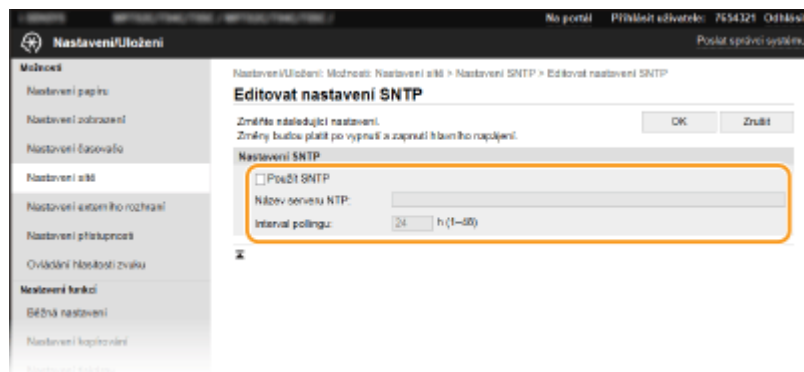 Na portál Přihlásit uživatele: 7654321 Odhlásit
Nastavení/Uložení
Poslat správci systému
Možnosti
Nastavení papíru
Nastavení zobrazení
Nastavení časovače
Nastavení sítě
Nastavení externího rozhraní
Nastavení přístupnosti
Ovládání hlasitosti zvuku
Nastavení funkcí
Běžná nastavení
Nastavení kopírování
Nastavení/Uložení: Možnosti: Nastavení sítě > Nastavení SNTP > Editovat nastavení SNTP
Editovat nastavení SNTP
Změňte následující nastavení.
Změny budou platit po vypnutí a zapnutí hlavního napájení.
OK Zrušit
Nastavení SNTP
Použít SNTP
Název serveru NTP:
Interval pollingu: 24 h (1–48)